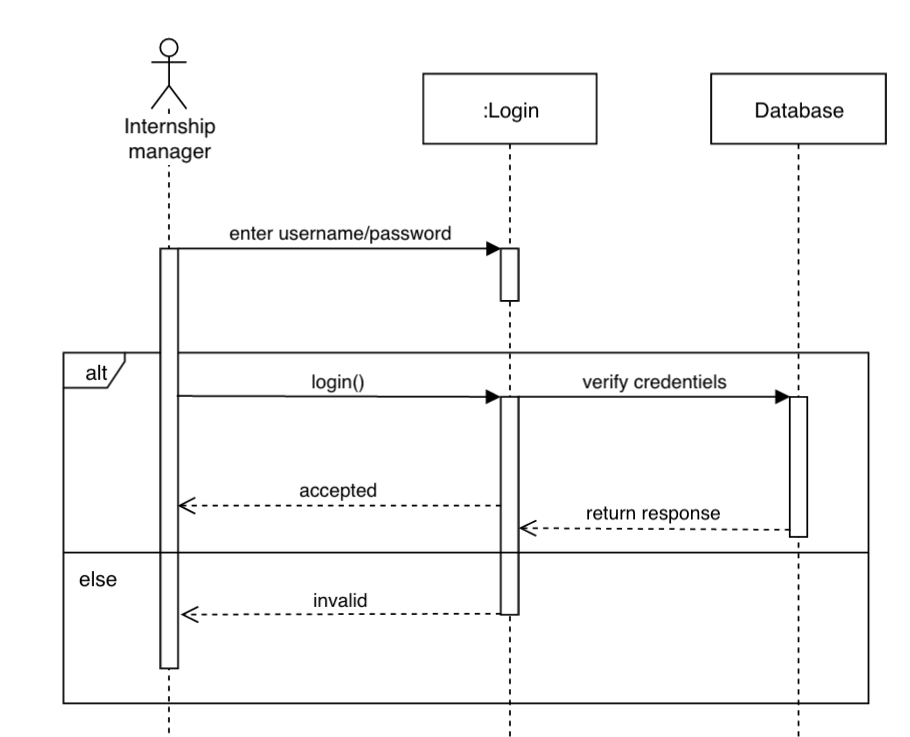 Internship
manager
:Login
Database
enter username/password
alt
login()
verify credentiels
accepted
return response
else
invalid